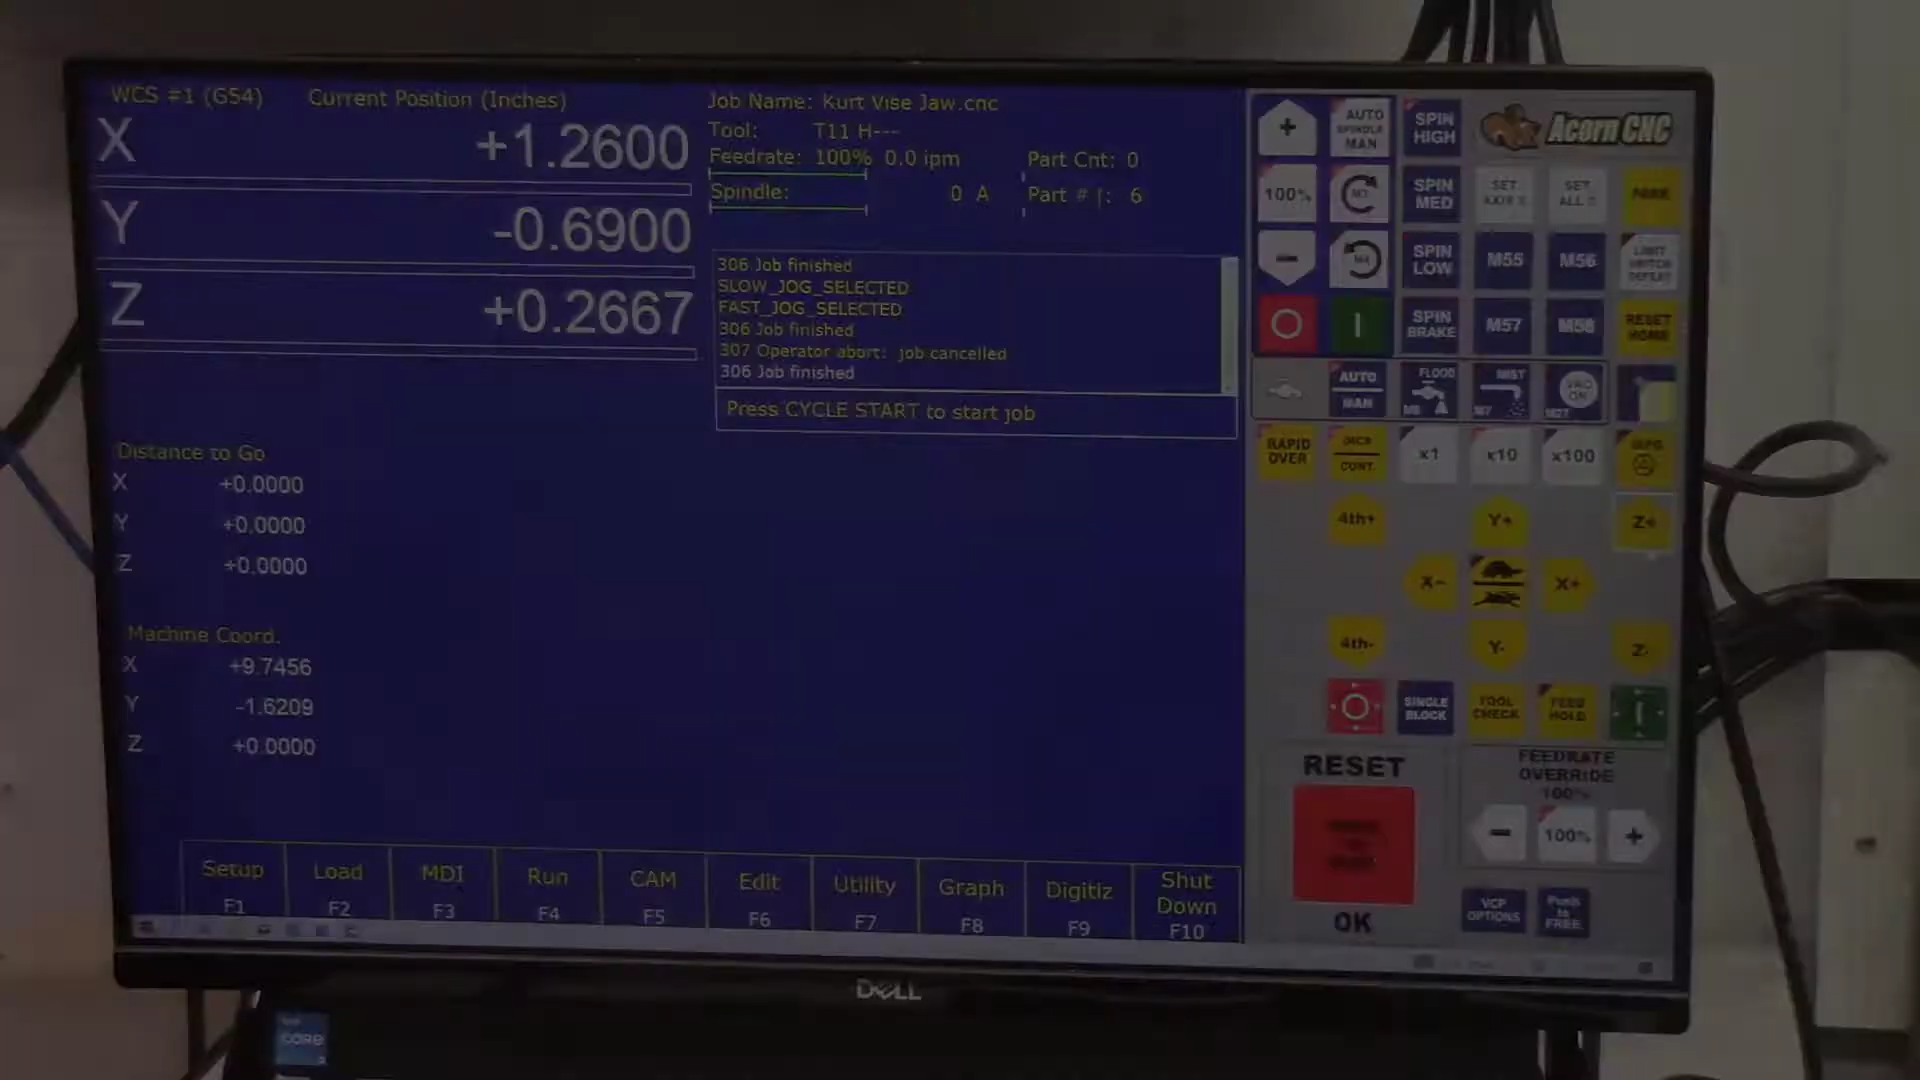 WCS #1 (G54) Current Position (Inches)
X +1.2600
Y -0.6900
Z +0.2667
Job Name: Kurt Vise Jaw.cnc
Tool: T11 H---
Feedrate: 100% 0.0 ipm Part Cnt: 0
Spindle: 0 A Part # |: 6
306 Job finished
SLOW_JOG_SELECTED
FAST_JOG_SELECTED
306 Job finished
307 Operator abort: job cancelled
306 Job finished
Press CYCLE START to start job
Distance to Go
X +0.0000
Y +0.0000
Z +0.0000
Machine Coord.
X +9.7456
Y -1.6209
Z +0.0000
Setup Load MDI Run CAM Edit Utility Graph Digitiz Shut Down
F1 F2 F3 F4 F5 F6 F7 F8 F9 F10
+ AUTO SPINDLE MAN SPIN HIGH Acorn CNC
100% M3 SPIN MED SET AXIS SET ALL PARK
M4 SPIN LOW M55 M56 LIMIT SWITCH DEFEAT
SPIN BRAKE M57 M58 RESET HOME
AUTO MAN FLOOD M8 MIST M7 VAC ON
RAPID OVER INCR CONT x1 x10 x100 MPG
4th+ Y+ Z+
X- X+
4th- Y- Z-
SINGLE BLOCK TOOL CHECK FEED HOLD
RESET
OK
FEEDRATE
OVERRIDE
100%
- 100% +
VCP OPTIONS Push to FREE
DELL
CORE